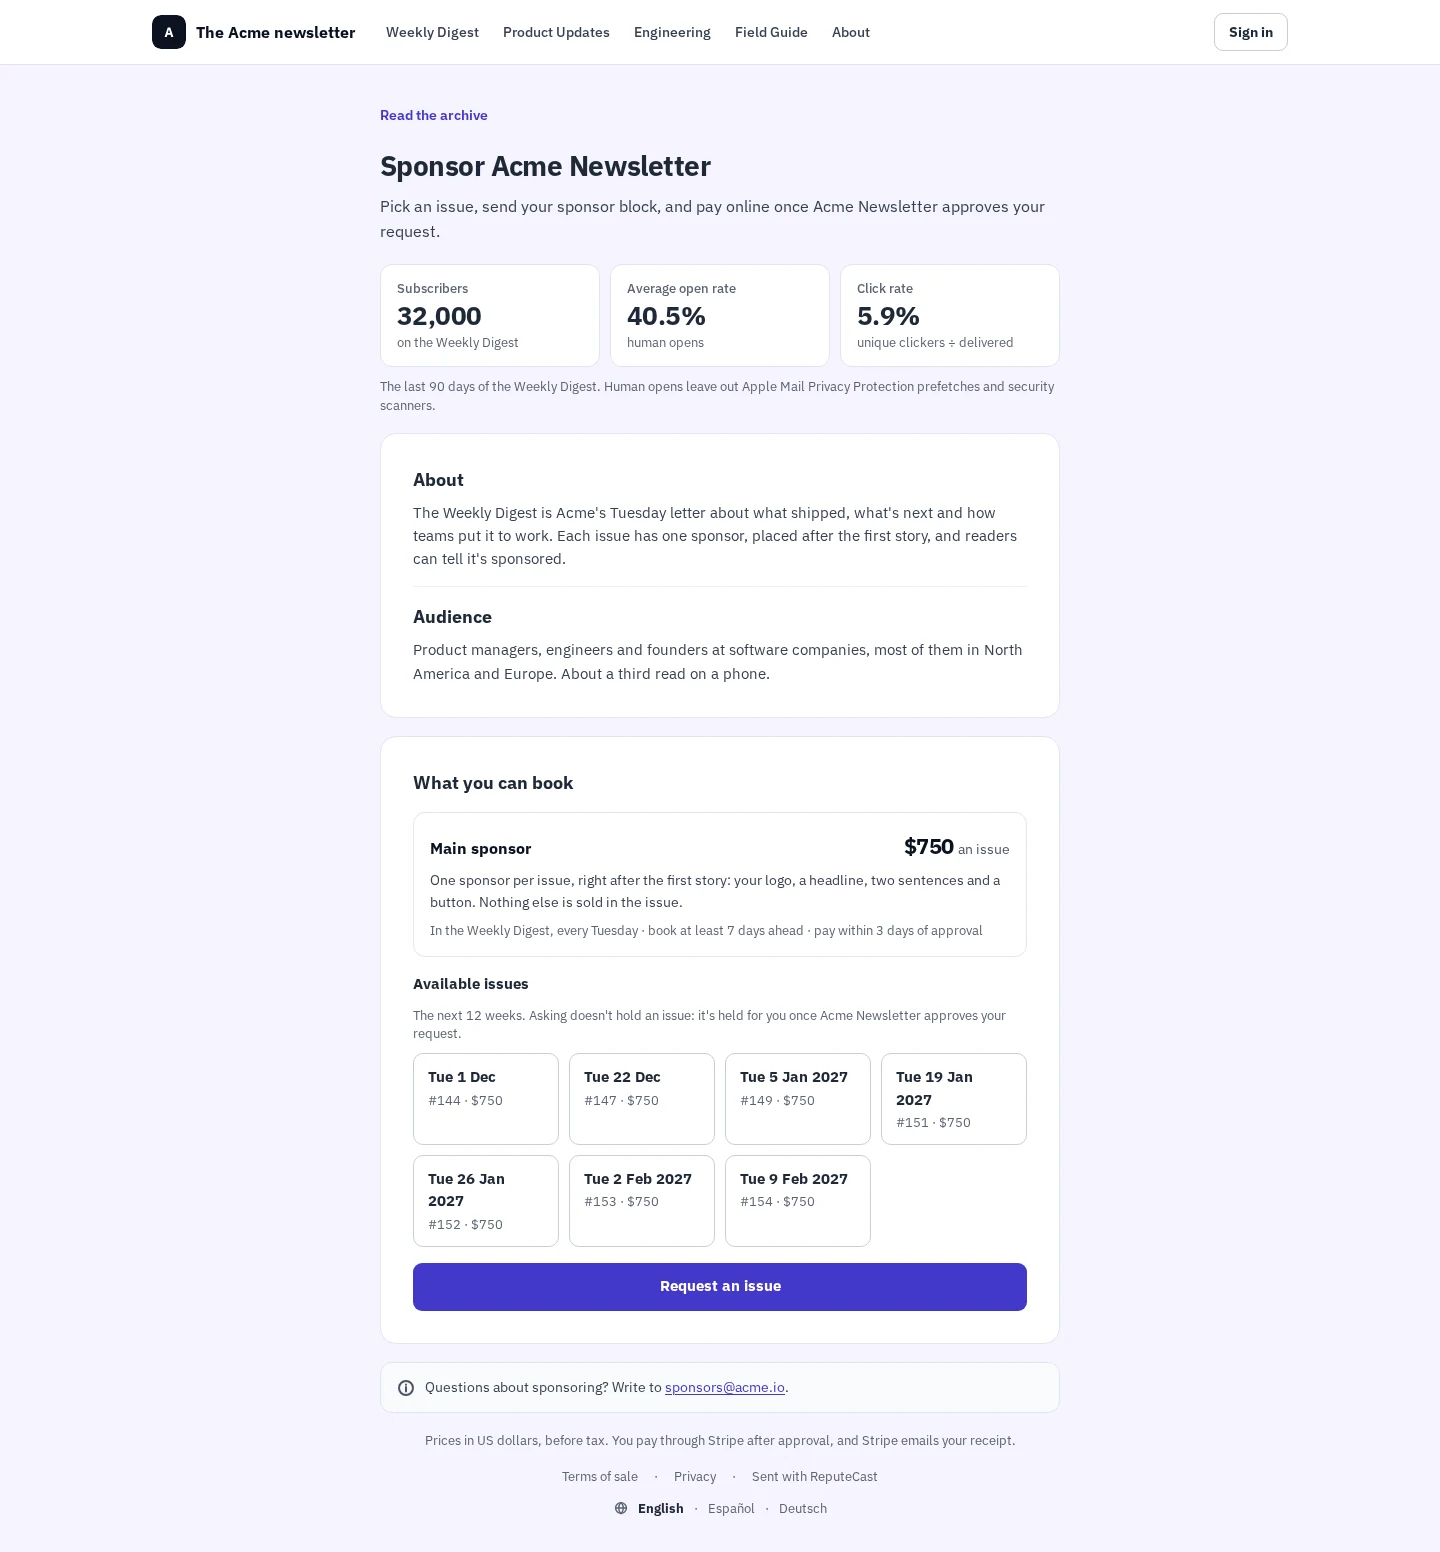 A
The Acme newsletter
Weekly Digest
Product Updates
Engineering
Field Guide
About
Sign in
Read the archive
Sponsor Acme Newsletter
Pick an issue, send your sponsor block, and pay online once Acme Newsletter approves your
request.
Subscribers
32,000
on the Weekly Digest
Average open rate
40.5%
human opens
Click rate
5.9%
unique clickers ÷ delivered
The last 90 days of the Weekly Digest. Human opens leave out Apple Mail Privacy Protection prefetches and security
scanners.
About
The Weekly Digest is Acme's Tuesday letter about what shipped, what's next and how
teams put it to work. Each issue has one sponsor, placed after the first story, and readers
can tell it's sponsored.
Audience
Product managers, engineers and founders at software companies, most of them in North
America and Europe. About a third read on a phone.
What you can book
Main sponsor
$750 an issue
One sponsor per issue, right after the first story: your logo, a headline, two sentences and a
button. Nothing else is sold in the issue.
In the Weekly Digest, every Tuesday · book at least 7 days ahead · pay within 3 days of approval
Available issues
The next 12 weeks. Asking doesn't hold an issue: it's held for you once Acme Newsletter approves your
request.
Tue 1 Dec
#144 · $750
Tue 22 Dec
#147 · $750
Tue 5 Jan 2027
#149 · $750
Tue 19 Jan
2027
#151 · $750
Tue 26 Jan
2027
#152 · $750
Tue 2 Feb 2027
#153 · $750
Tue 9 Feb 2027
#154 · $750
Request an issue
Questions about sponsoring? Write to sponsors@acme.io.
Prices in US dollars, before tax. You pay through Stripe after approval, and Stripe emails your receipt.
Terms of sale · Privacy · Sent with ReputeCast
English · Español · Deutsch